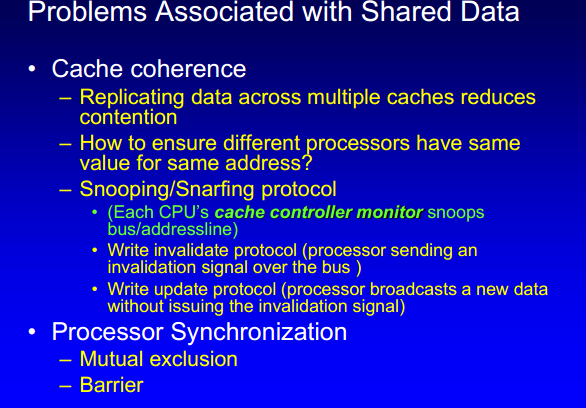 Problems Associated with Shared Data
• Cache coherence
– Replicating data across multiple caches reduces
contention
– How to ensure different processors have same
value for same address?
– Snooping/Snarfing protocol
• (Each CPU's cache controller monitor snoops
bus/addressline)
• Write invalidate protocol (processor sending an
invalidation signal over the bus )
• Write update protocol (processor broadcasts a new data
without issuing the invalidation signal)
• Processor Synchronization
– Mutual exclusion
– Barrier